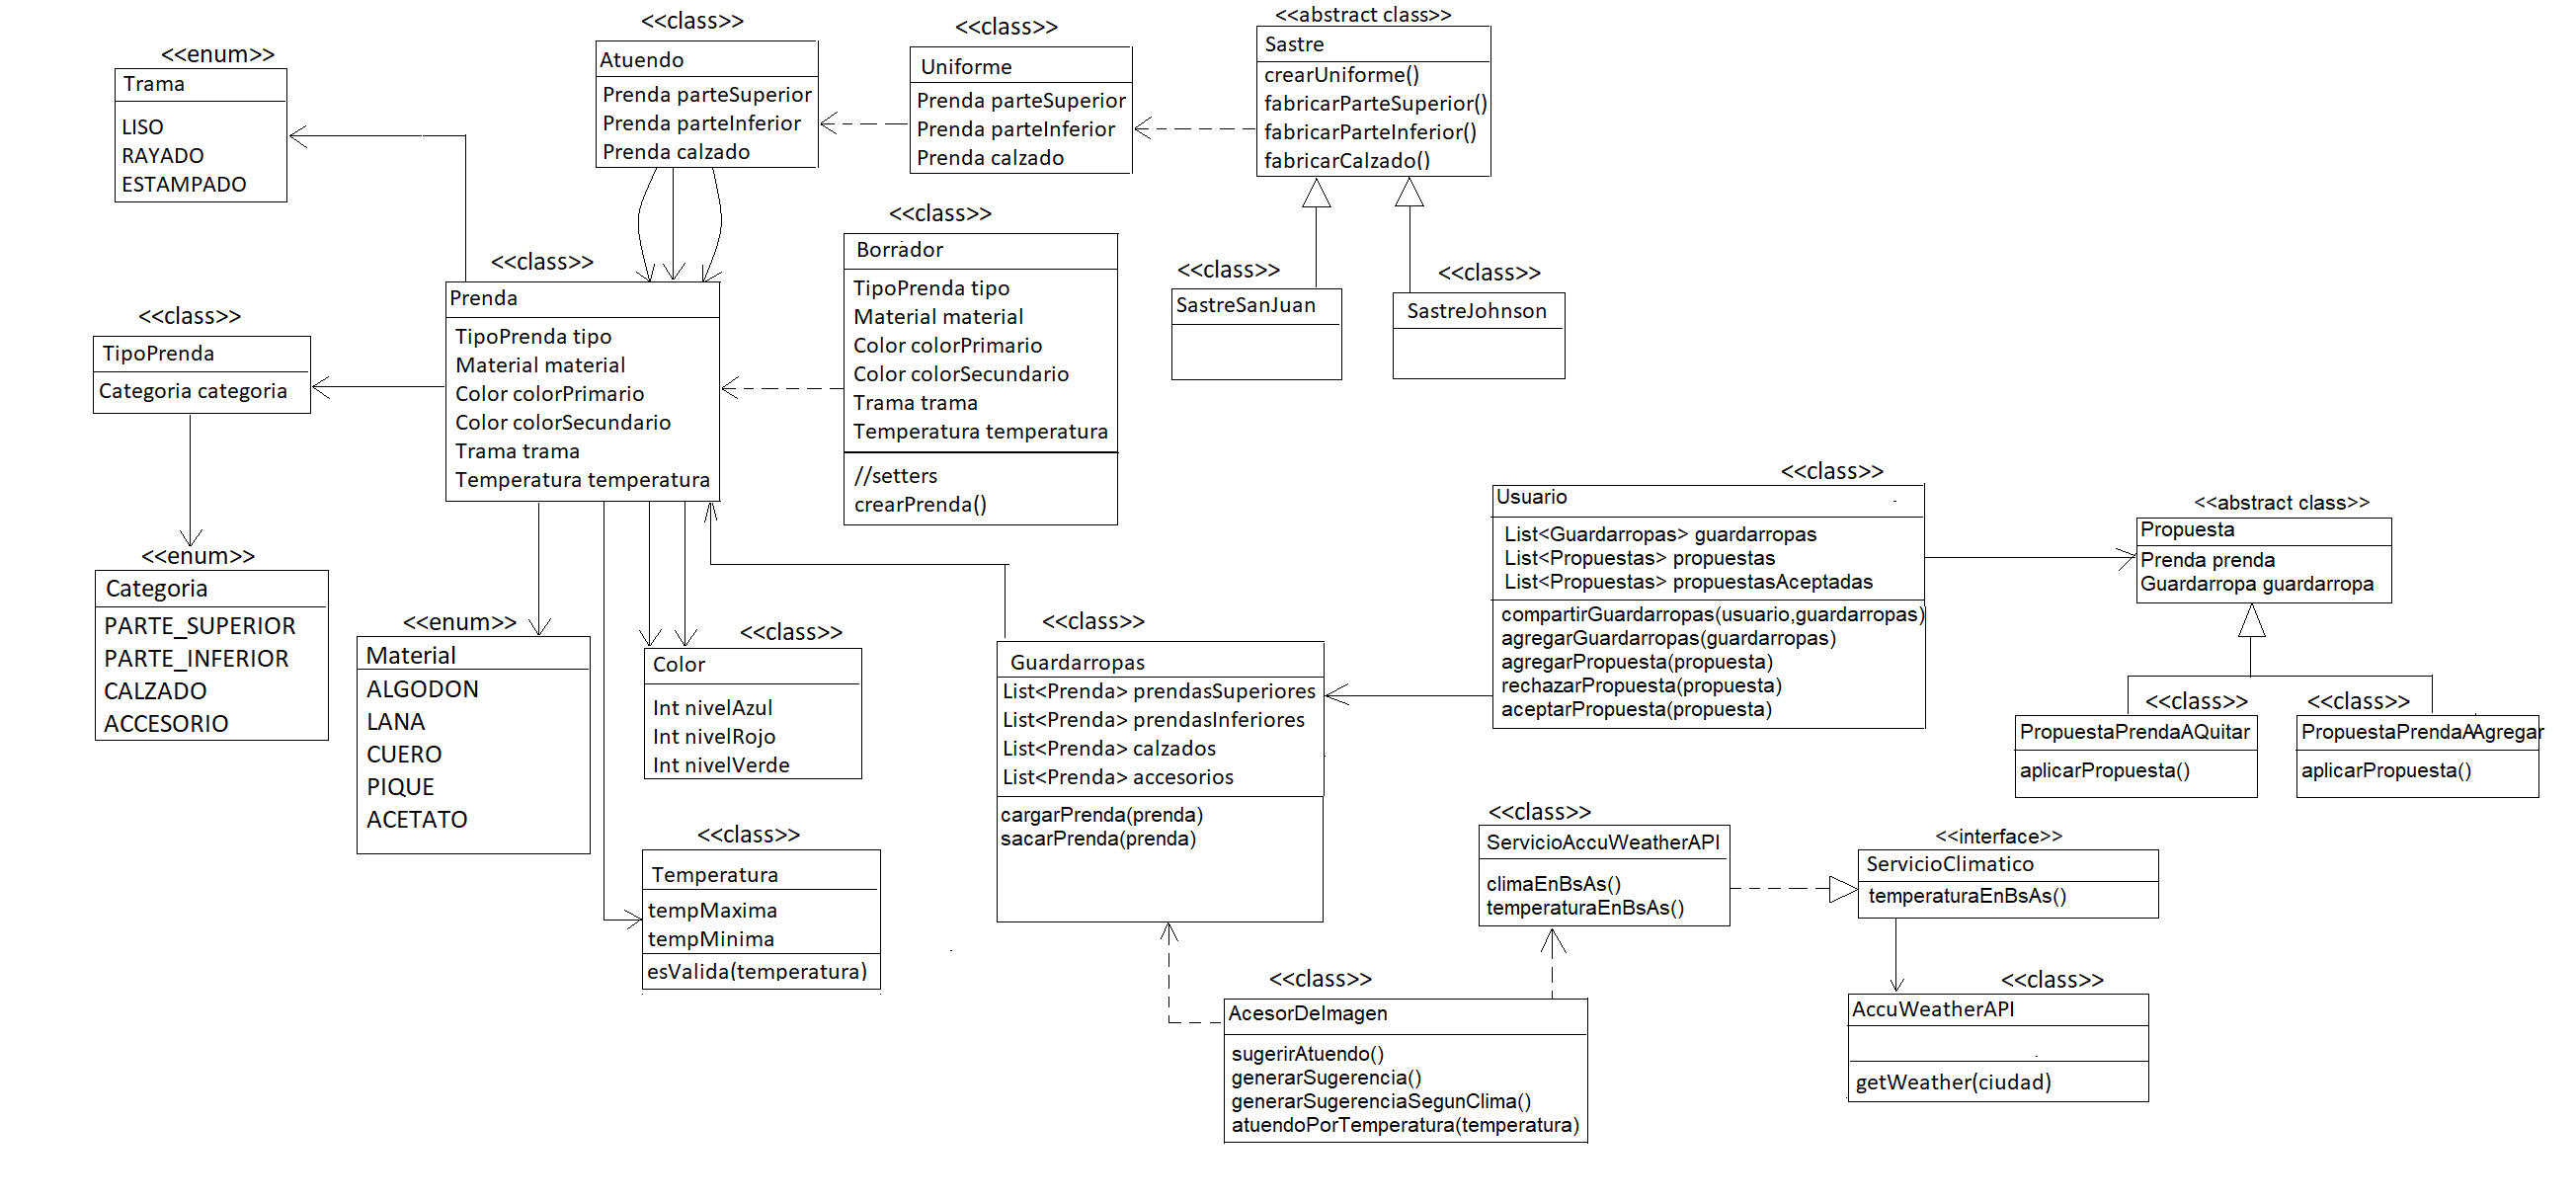 <<enum>>
Trama
LISO
RAYADO
ESTAMPADO
<<class>>
Atuendo
Prenda parteSuperior
Prenda parteInferior
Prenda calzado
<<class>>
Uniforme
Prenda parteSuperior
Prenda parteInferior
Prenda calzado
<<abstract class>>
Sastre
crearUniforme()
fabricarParteSuperior()
fabricarParteInferior()
fabricarCalzado()
<<class>>
SastreSanJuan
<<class>>
SastreJohnson
<<class>>
TipoPrenda
Categoria categoria
<<class>>
Prenda
TipoPrenda tipo
Material material
Color colorPrimario
Color colorSecundario
Trama trama
Temperatura temperatura
<<class>>
Borrador
TipoPrenda tipo
Material material
Color colorPrimario
Color colorSecundario
Trama trama
Temperatura temperatura
//setters
crearPrenda()
<<enum>>
Categoria
PARTE_SUPERIOR
PARTE_INFERIOR
CALZADO
ACCESORIO
<<enum>>
Material
ALGODON
LANA
CUERO
PIQUE
ACETATO
<<class>>
Color
Int nivelAzul
Int nivelRojo
Int nivelVerde
<<class>>
Temperatura
tempMaxima
tempMinima
esValida(temperatura)
<<class>>
Guardarropas
List<Prenda> prendasSuperiores
List<Prenda> prendasInferiores
List<Prenda> calzados
List<Prenda> accesorios
cargarPrenda(prenda)
sacarPrenda(prenda)
<<class>>
Usuario
List<Guardarropas> guardarropas
List<Propuestas> propuestas
List<Propuestas> propuestasAceptadas
compartirGuardarropas(usuario,guardarropas)
agregarGuardarropas(guardarropas)
agregarPropuesta(propuesta)
rechazarPropuesta(propuesta)
aceptarPropuesta(propuesta)
<<abstract class>>
Propuesta
Prenda prenda
Guardarropa guardarropa
<<class>>
PropuestaPrendaAQuitar
aplicarPropuesta()
<<class>>
PropuestaPrendaAAgregar
aplicarPropuesta()
<<class>>
ServicioAccuWeatherAPI
climaEnBsAs()
temperaturaEnBsAs()
<<interface>>
ServicioClimatico
temperaturaEnBsAs()
<<class>>
AcesorDeImagen
sugerirAtuendo()
generarSugerencia()
generarSugerenciaSegunClima()
atuendoPorTemperatura(temperatura)
<<class>>
AccuWeatherAPI
getWeather(ciudad)